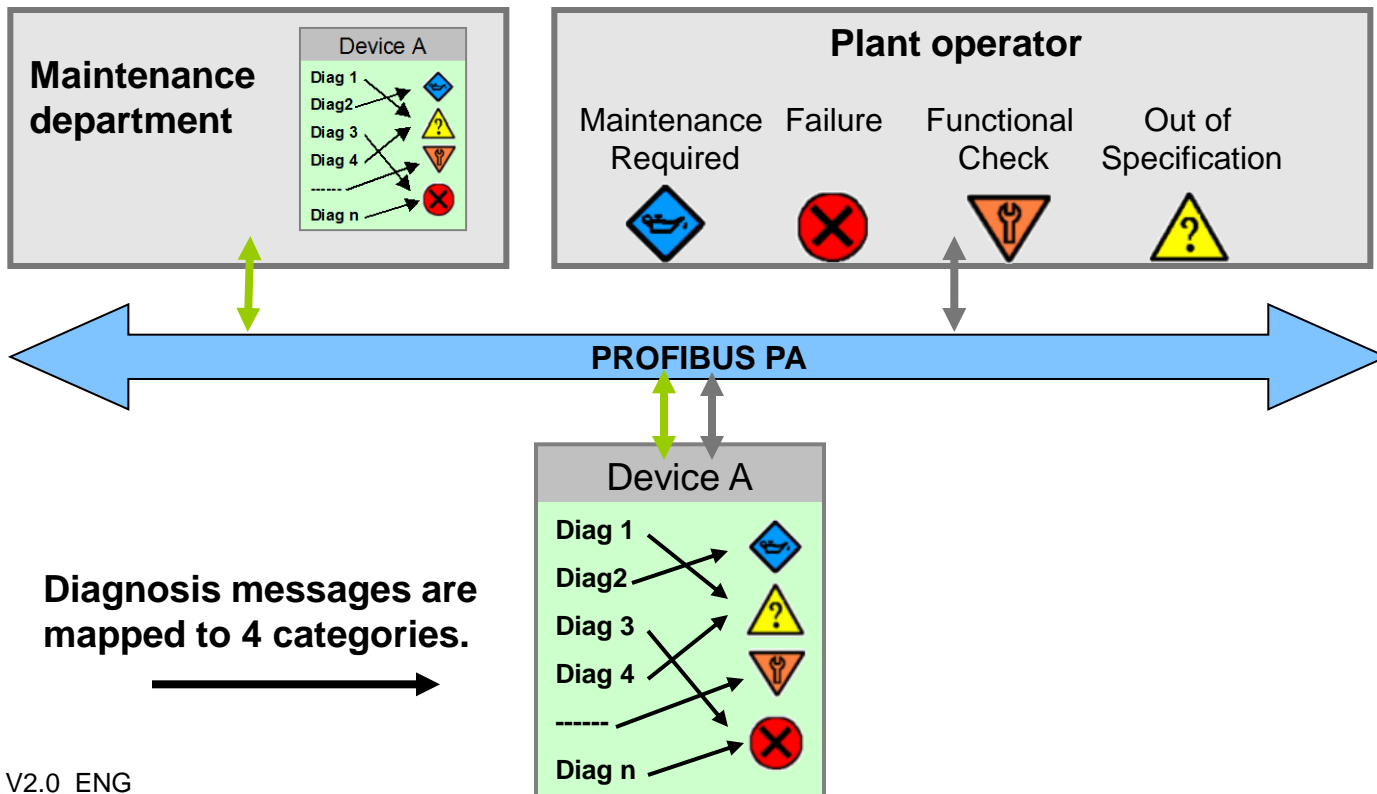 Maintenance
department
Device A
Diag 1
Diag2
Diag 3
Diag 4
------
Diag n
Plant operator
Maintenance
Required
Failure
Functional
Check
Out of
Specification
?
?
PROFIBUS PA
Device A
Diag 1
Diag2
Diag 3
Diag 4
------
Diag n
?
Diagnosis messages are
mapped to 4 categories.
V2.0 ENG